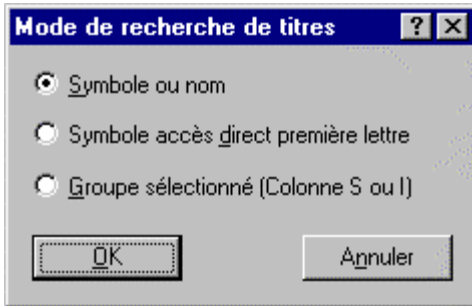 Mode de recherche de titres
Symbole ou nom
Symbole accès direct première lettre
Groupe sélectionné (Colonne S ou I)
OK
Annuler